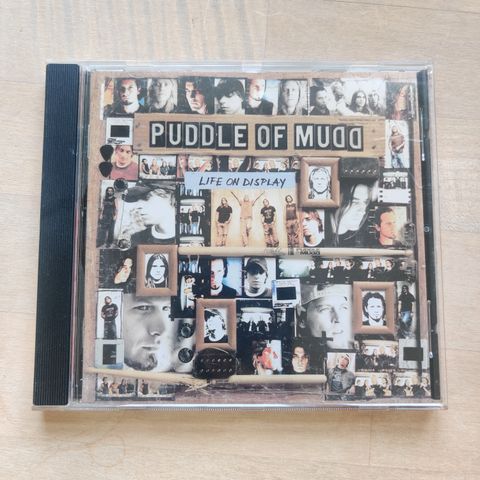 PUDDLE OF MUDD
LIFE ON DISPLAY